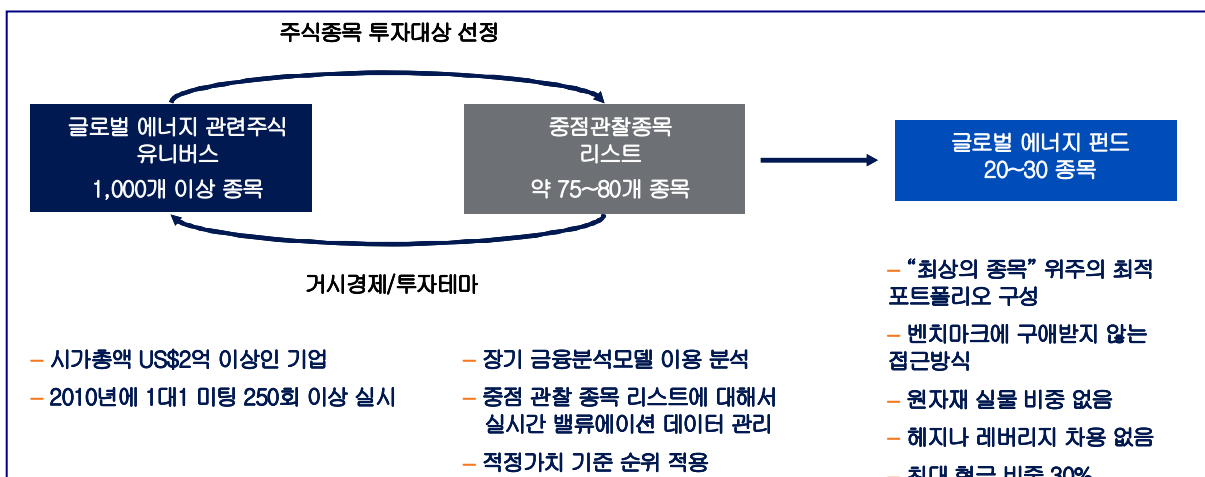 주식종목 투자대상 선정
글로벌 에너지 관련주식
유니버스
1,000개 이상 종목
중점관찰종목
리스트
약 75~80개 종목
글로벌 에너지 펀드
20~30 종목
거시경제/투자테마
– 시가총액 US$2억 이상인 기업
– 2010년에 1대1 미팅 250회 이상 실시
– 장기 금융분석모델 이용 분석
– 중점 관찰 종목 리스트에 대해서
실시간 밸류에이션 데이터 관리
– 적정가치 기준 순위 적용
– “최상의 종목” 위주의 최적
포트폴리오 구성
– 벤치마크에 구애받지 않는
접근방식
– 원자재 실물 비중 없음
– 헤지나 레버리지 차용 없음
– 최대 현금 비중 30%